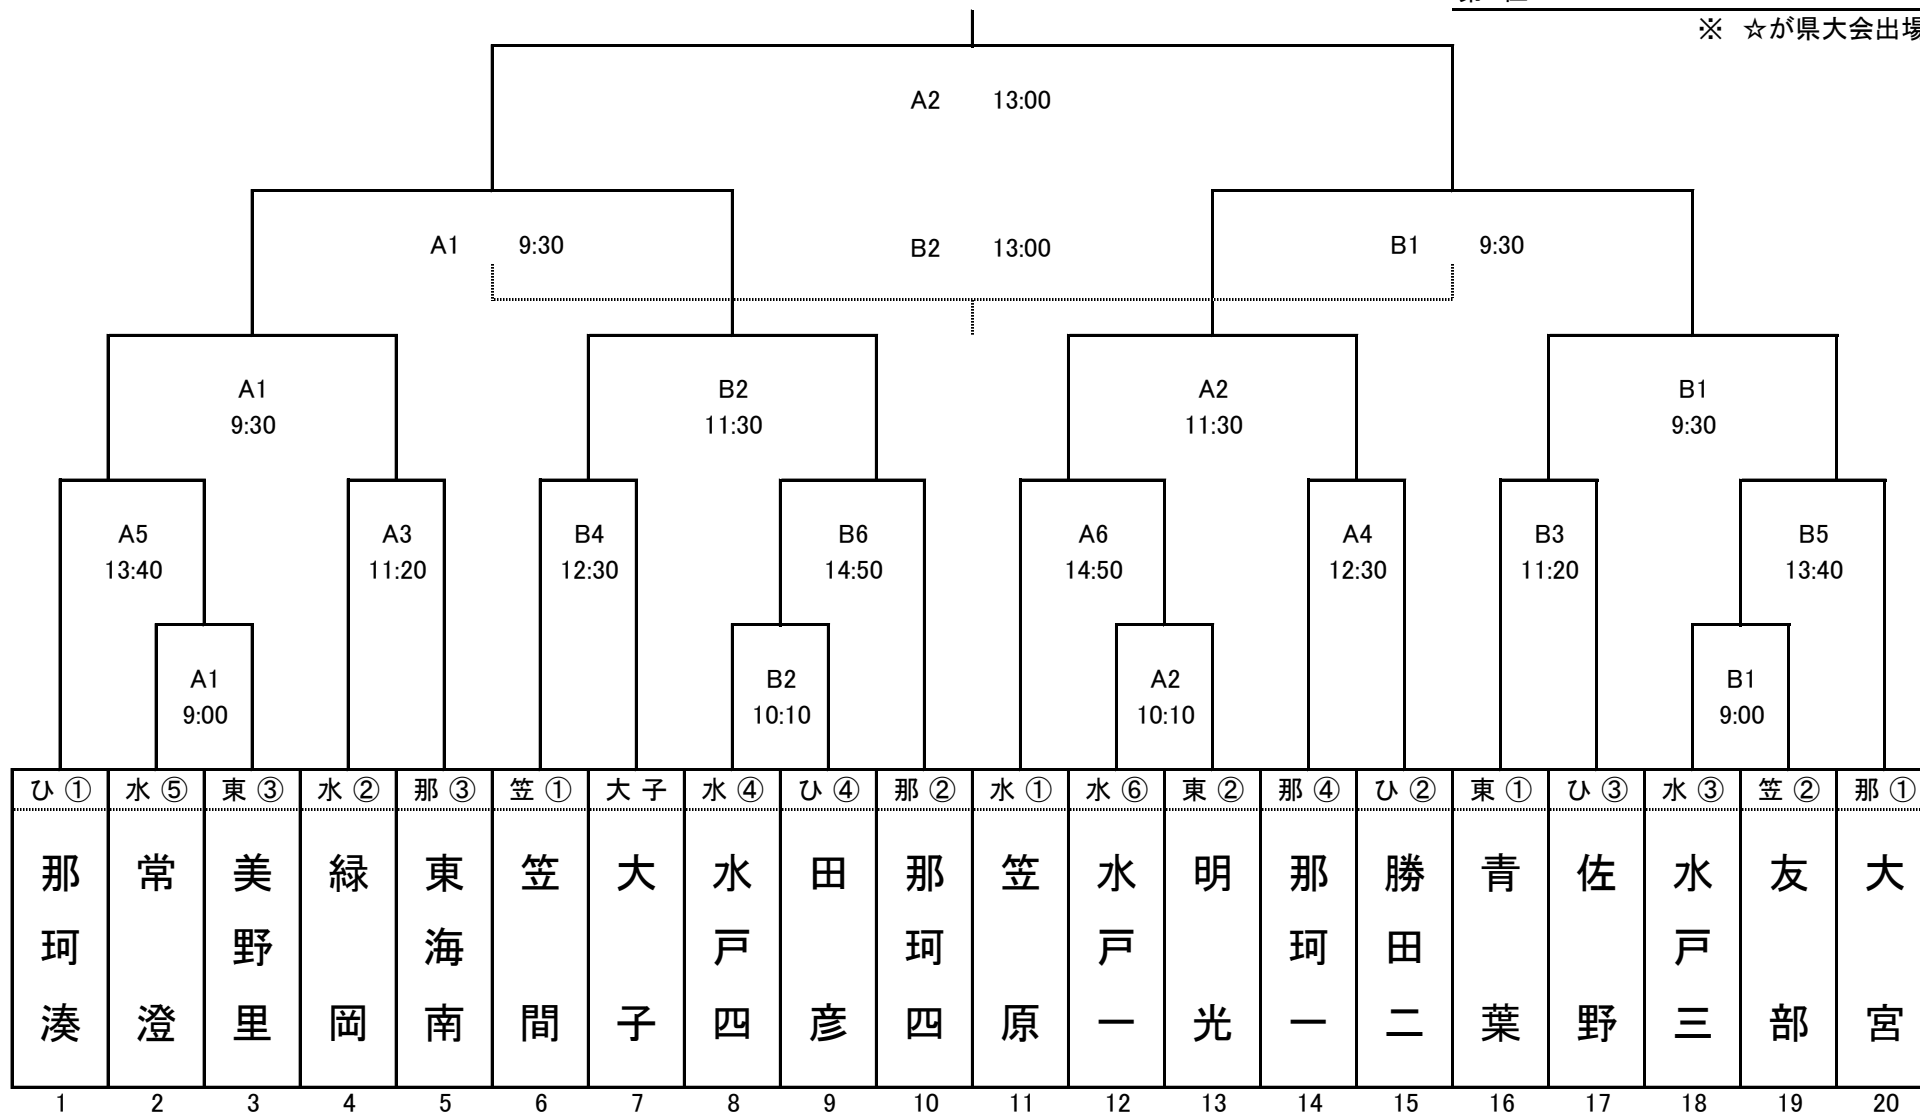 ※ ☆が県大会出場
A2 13:00
A1 9:30 B2 13:00 B1 9:30
A1 B2 A2 B1
9:30 11:30 11:30 9:30
A5 A3 B4 B6 A6 A4 B3 B5
13:40 11:20 12:30 14:50 14:50 12:30 11:20 13:40
A1 B2 A2 B1
9:00 10:10 10:10 9:00
ひ① 水⑤ 東③ 水② 那③ 笠① 大子 水④ ひ④ 那② 水① 水⑥ 東② 那④ ひ② 東① ひ③ 水③ 笠② 那①
那珂湊 常澄 美野里 緑岡 東海南 笠間 大子 水戸四 田彦 那珂四 笠原 水戸一 明光 那珂一 勝田二 青葉 佐野 水戸三 友部 大宮
1 2 3 4 5 6 7 8 9 10 11 12 13 14 15 16 17 18 19 20